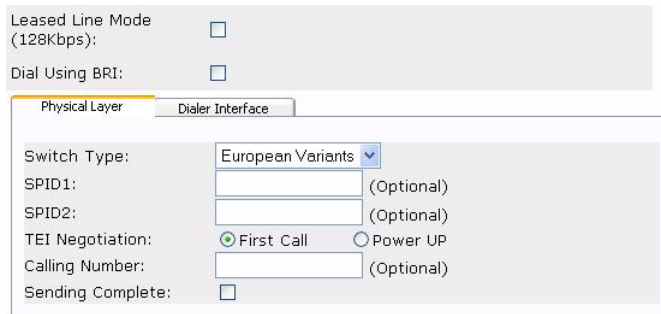 Leased Line Mode
(128Kbps):
Dial Using BRI:
Physical Layer Dialer Interface
Switch Type: European Variants
SPID1: (Optional)
SPID2: (Optional)
TEI Negotiation: First Call Power UP
Calling Number: (Optional)
Sending Complete: